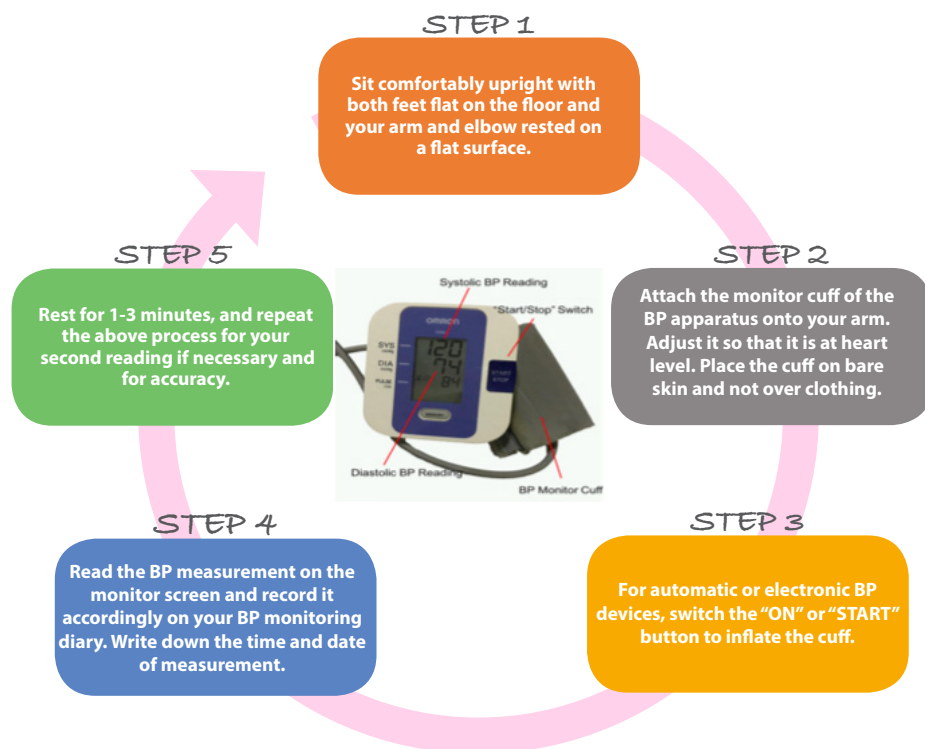 STEP 1
Sit comfortably upright with
both feet flat on the floor and
your arm and elbow rested on
a flat surface.
STEP 2
Attach the monitor cuff of the
BP apparatus onto your arm.
Adjust it so that it is at heart
level. Place the cuff on bare
skin and not over clothing.
STEP 3
For automatic or electronic BP
devices, switch the “ON” or “START”
button to inflate the cuff.
STEP 4
Read the BP measurement on the
monitor screen and record it
accordingly on your BP monitoring
diary. Write down the time and date
of measurement.
STEP 5
Rest for 1-3 minutes, and repeat
the above process for your
second reading if necessary and
for accuracy.
Systolic BP Reading
"Start/Stop" Switch
OMRON
SYS
120
DIA
74
84
START
STOP
Diastolic BP Reading
BP Monitor Cuff